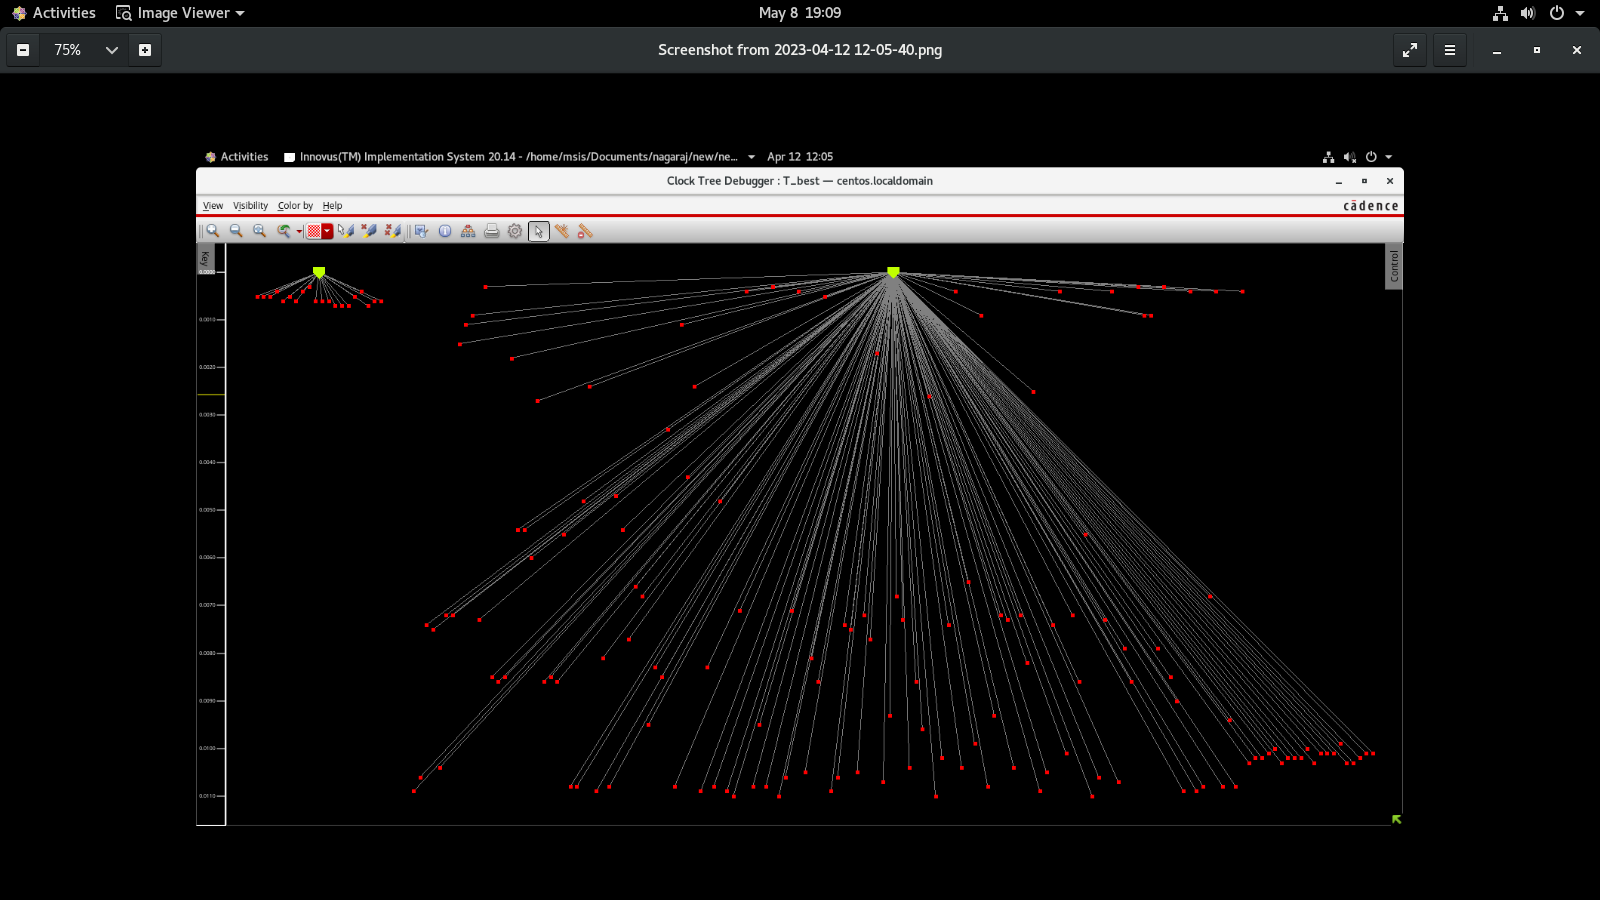 Activities Image Viewer May 8 19:09
75% Screenshot from 2023-04-12 12-05-40.png
Activities Innovus(TM) Implementation System 20.14 - /home/msis/Documents/nagaraj/new/ne... Apr 12 12:05
Clock Tree Debugger : T_best — centos.localdomain
View Visibility Color by Help cādence
Key
Control
0.0000
0.0010
0.0020
0.0030
0.0040
0.0050
0.0060
0.0070
0.0080
0.0090
0.0100
0.0110